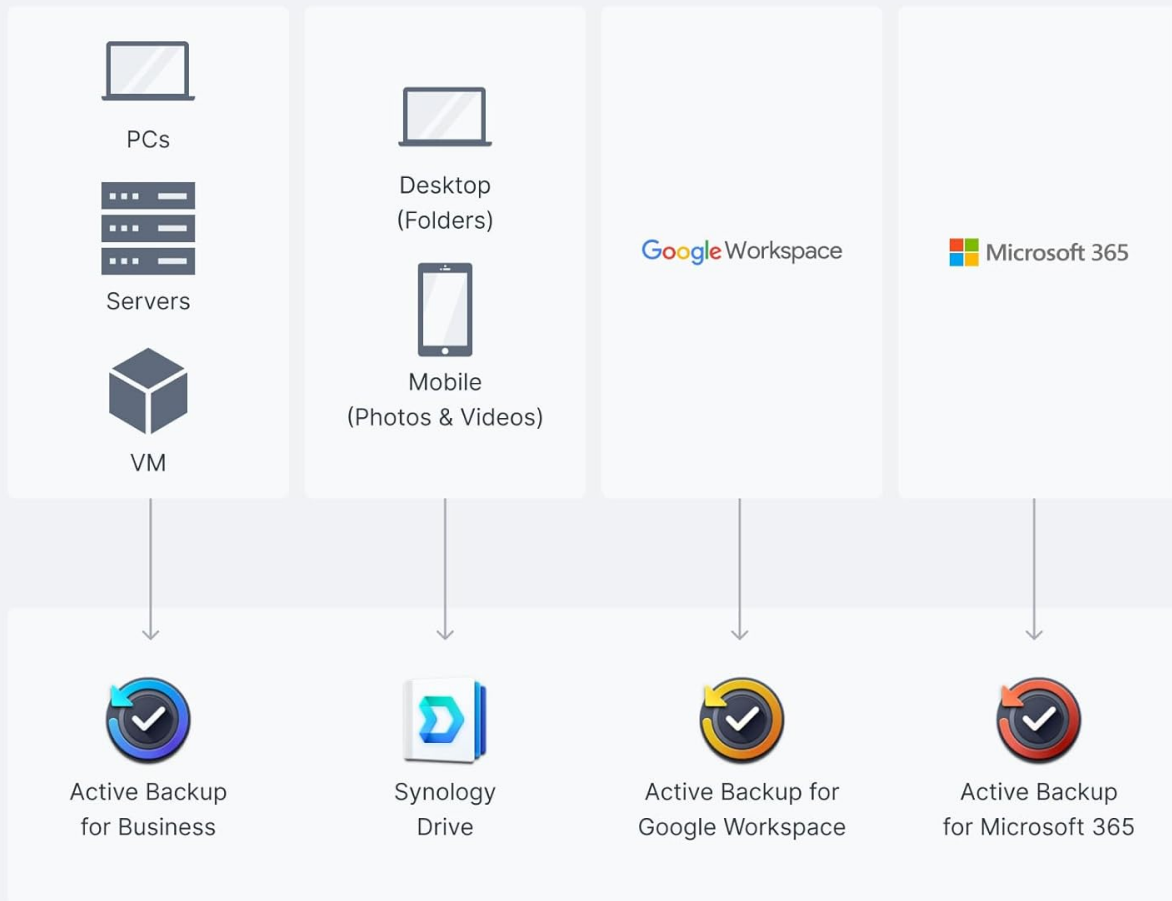 PCs
Servers
VM
Desktop
(Folders)
Mobile
(Photos & Videos)
Google Workspace
Microsoft 365
Active Backup
for Business
Synology
Drive
Active Backup for
Google Workspace
Active Backup
for Microsoft 365